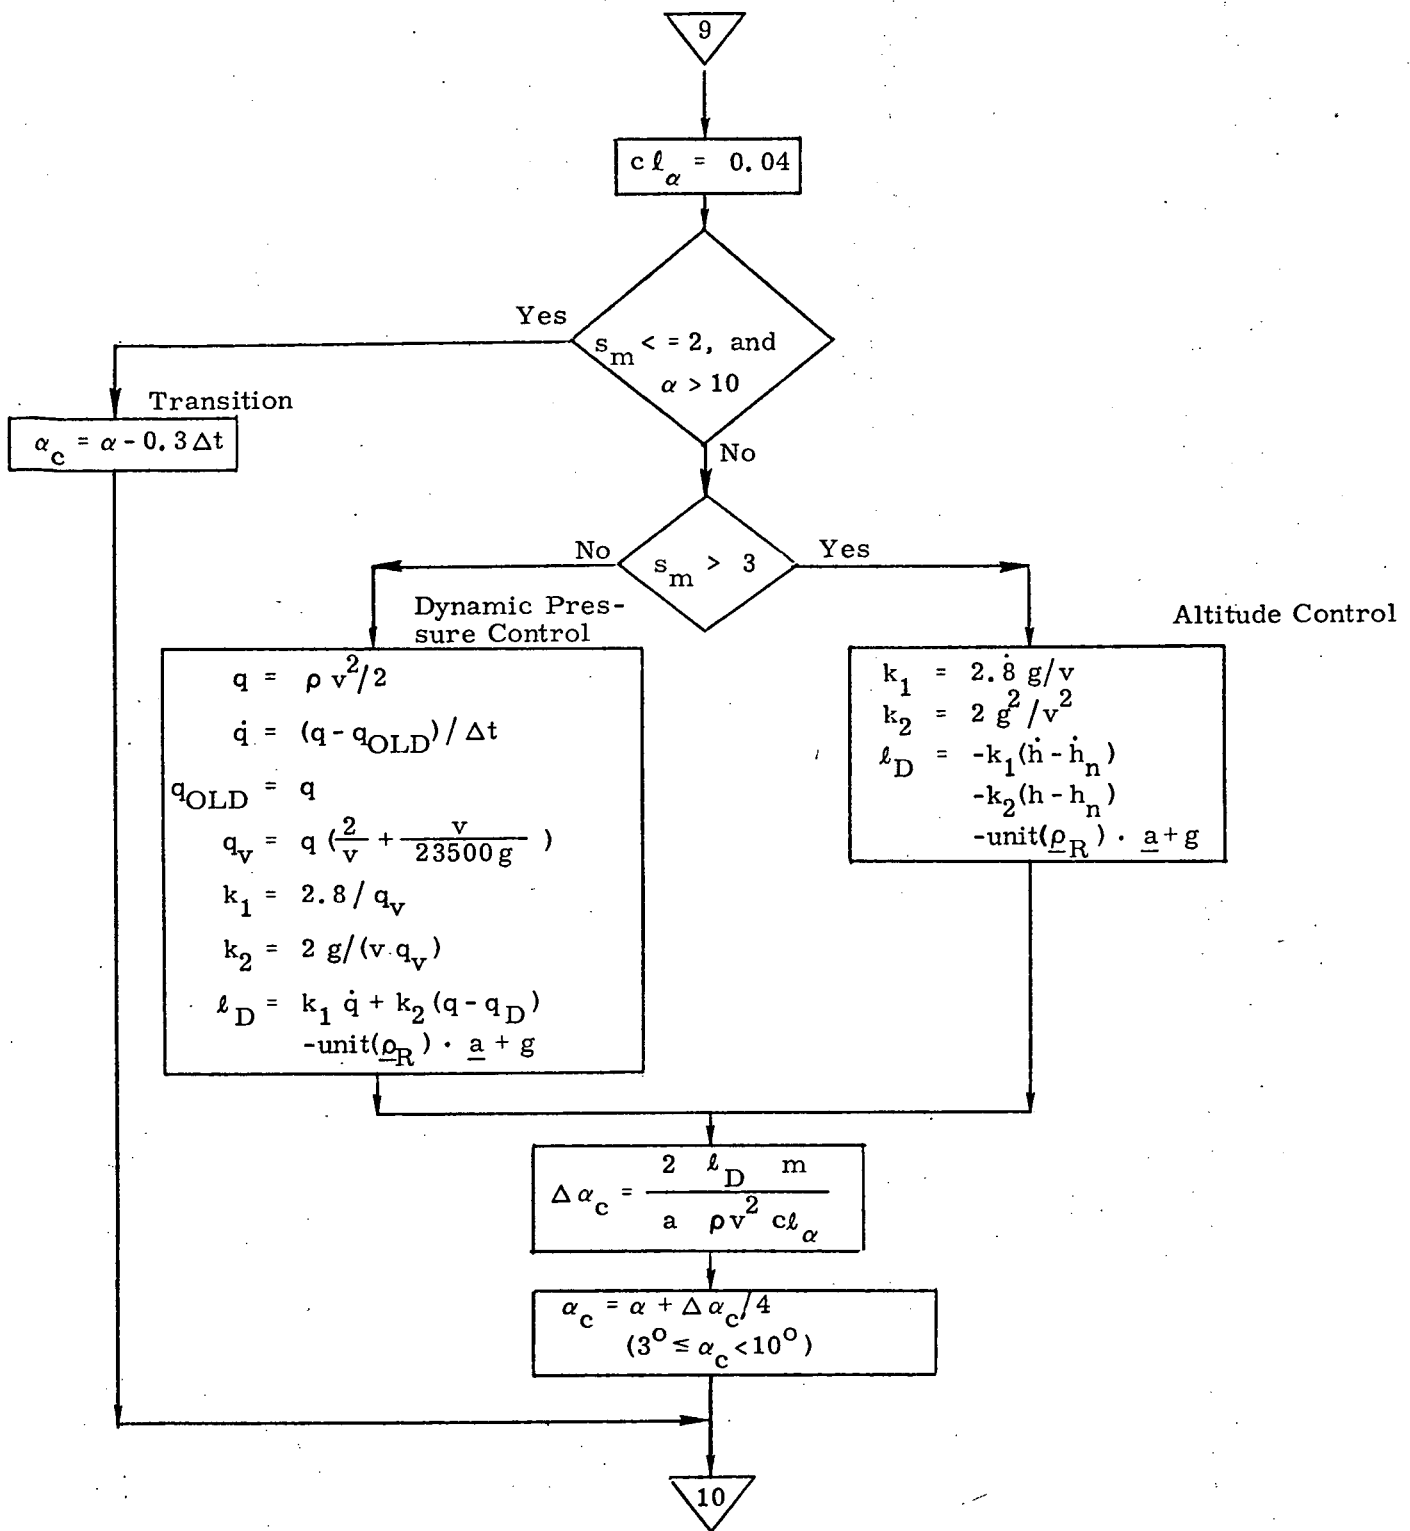 9
cℓ_α = 0.04
Yes
s_m < = 2, and
α > 10
Transition
α_c = α - 0.3 Δt
No
No
s_m > 3
Yes
Dynamic Pres-
sure Control
Altitude Control
q = ρ v²/2
q̇ = (q - q_OLD) / Δt
q_OLD = q
q_v = q (2/v + v/23500 g)
k_1 = 2.8 / q_v
k_2 = 2 g/(v q_v)
ℓ_D = k_1 q̇ + k_2 (q - q_D)
-unit(ρ_R) · a + g
k_1 = 2.8 g/v
k_2 = 2 g²/v²
ℓ_D = -k_1(ḣ - ḣ_n)
-k_2(h - h_n)
-unit(ρ_R) · a + g
2 ℓ_D m
Δ α_c =
a ρv² cℓ_α
α_c = α + Δ α_c/4
(3° ≤ α_c < 10°)
10